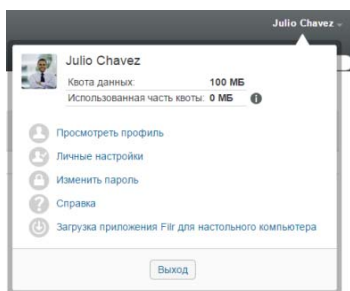 Julio Chavez
Julio Chavez
Квота данных: 100 МБ
Использованная часть квоты: 0 МБ
Просмотреть профиль
Личные настройки
Изменить пароль
Справка
Загрузка приложения Filr для настольного компьютера
Выход